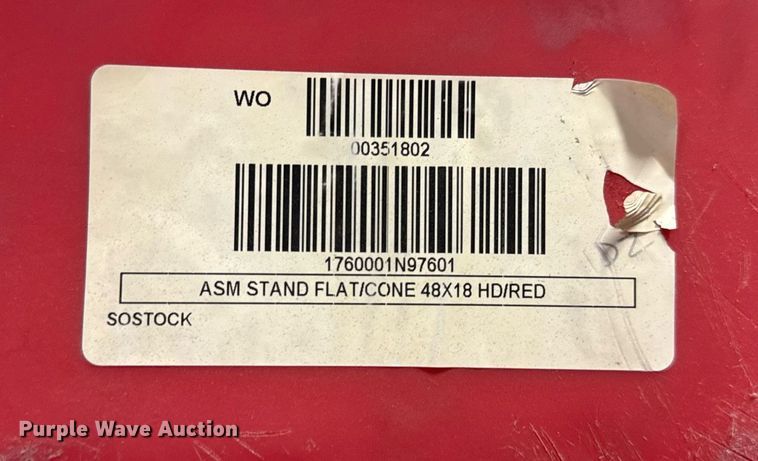 WO
00351802
1760001N97601
ASM STAND FLAT/CONE 48X18 HD/RED
SOSTOCK
Purple Wave Auction